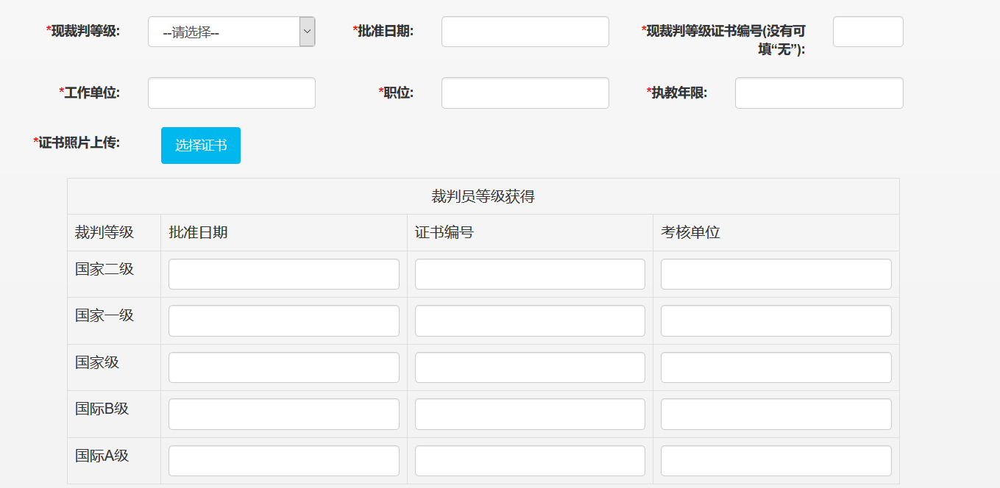 *现裁判等级: --请选择-- *批准日期: *现裁判等级证书编号(没有可
填“无”):
*工作单位: *职位: *执教年限:
*证书照片上传: 选择证书
裁判员等级获得
裁判等级 批准日期 证书编号 考核单位
国家二级
国家一级
国家级
国际B级
国际A级